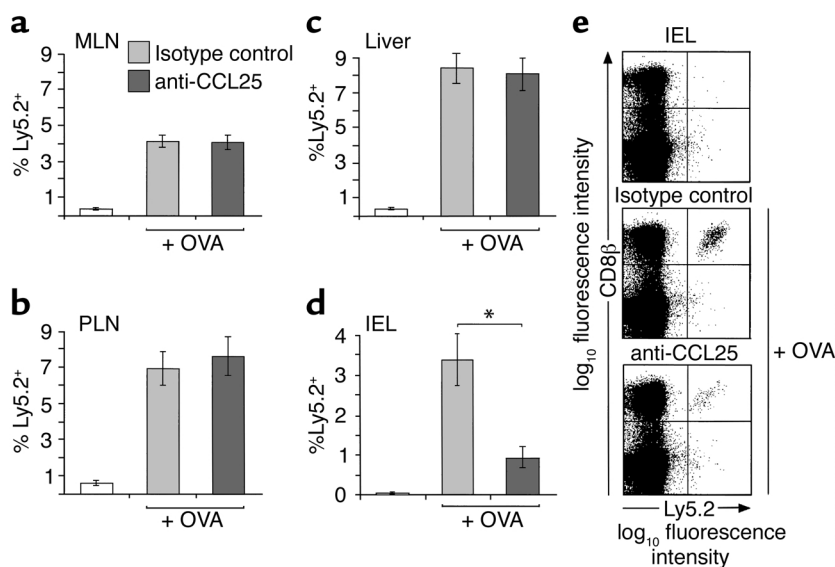 a
MLN
Isotype control
anti-CCL25
% Ly5.2⁺
9
7
5
3
1
+ OVA
b
PLN
% Ly5.2⁺
9
7
5
3
1
+ OVA
c
Liver
%Ly5.2⁺
9
7
5
3
1
+ OVA
d
IEL
*
%Ly5.2⁺
4
3
2
1
0
+ OVA
e
IEL
Isotype control
anti-CCL25
+ OVA
CD8β
log₁₀ fluorescence intensity
Ly5.2
log₁₀ fluorescence
intensity